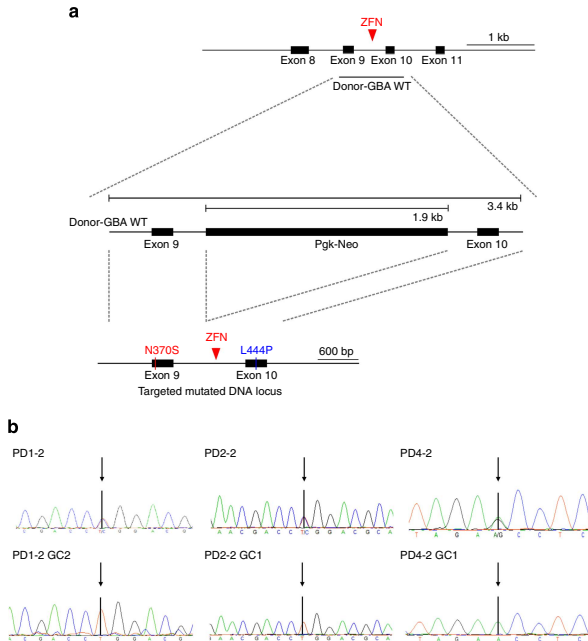 a
ZFN
1 kb
Exon 8 Exon 9 Exon 10 Exon 11
Donor-GBA WT
3.4 kb
1.9 kb
Donor-GBA WT
Exon 9 Pgk-Neo Exon 10
N370S ZFN L444P
600 bp
Exon 9 Exon 10
Targeted mutated DNA locus
b
PD1-2 PD2-2 PD4-2
A A C G A C C T/C G G A C G C A
T A G A A/G C C T C
PD1-2 GC2 PD2-2 GC1 PD4-2 GC1
A C G A C C T G G A C G
A A C G A C C T G G A C G C A
T A G A A C C T C